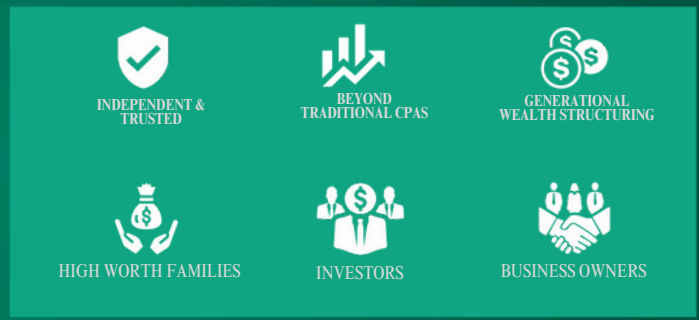 INDEPENDENT &
TRUSTED
BEYOND
TRADITIONAL CPAS
GENERATIONAL
WEALTH STRUCTURING
HIGH WORTH FAMILIES
INVESTORS
BUSINESS OWNERS